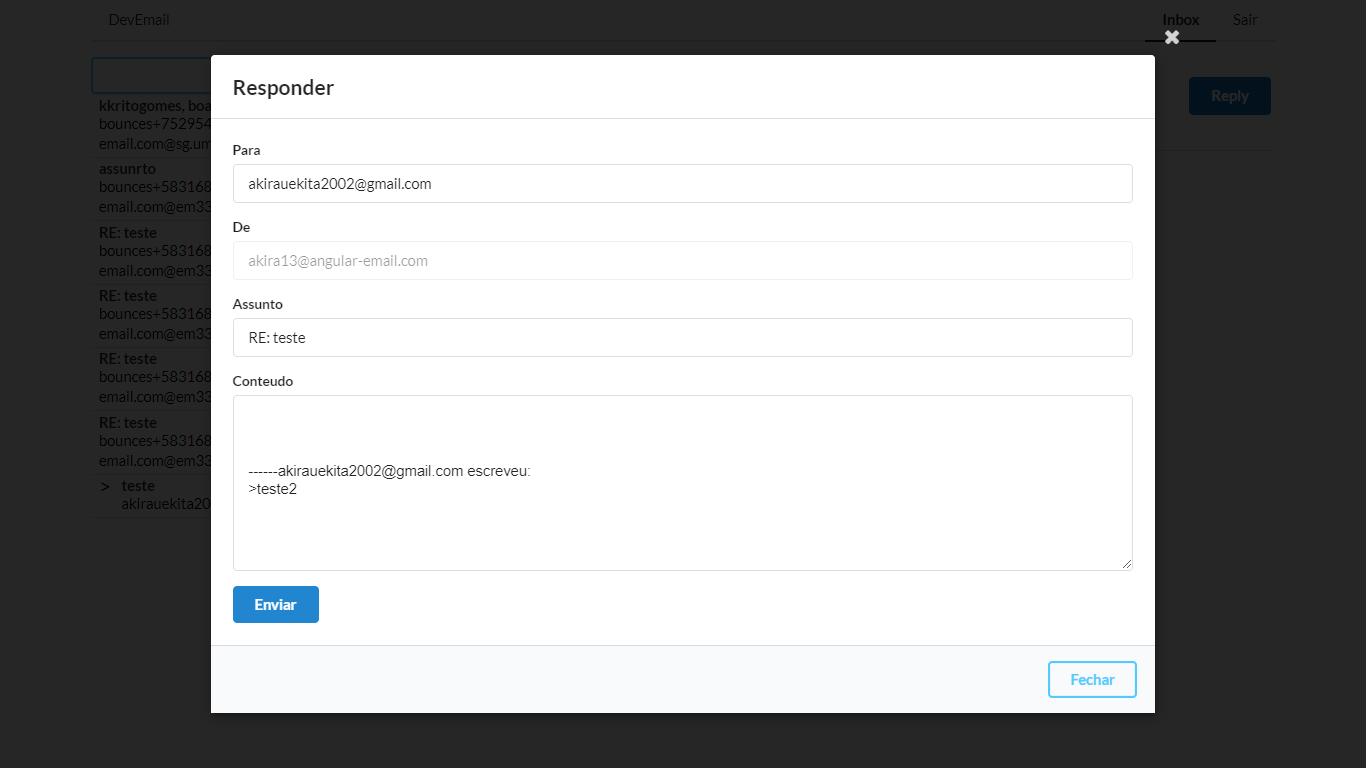 DevEmail
Inbox
Sair
Reply
kkritogomes, boa
bounces+752954
email.com@sg.um
assunrto
bounces+583168
email.com@em33
RE: teste
bounces+583168
email.com@em33
RE: teste
bounces+583168
email.com@em33
RE: teste
bounces+583168
email.com@em33
RE: teste
bounces+583168
email.com@em33
> teste
akirauekita20
Responder
Para
akirauekita2002@gmail.com
De
akira13@angular-email.com
Assunto
RE: teste
Conteudo
------akirauekita2002@gmail.com escreveu:
>teste2
Enviar
Fechar